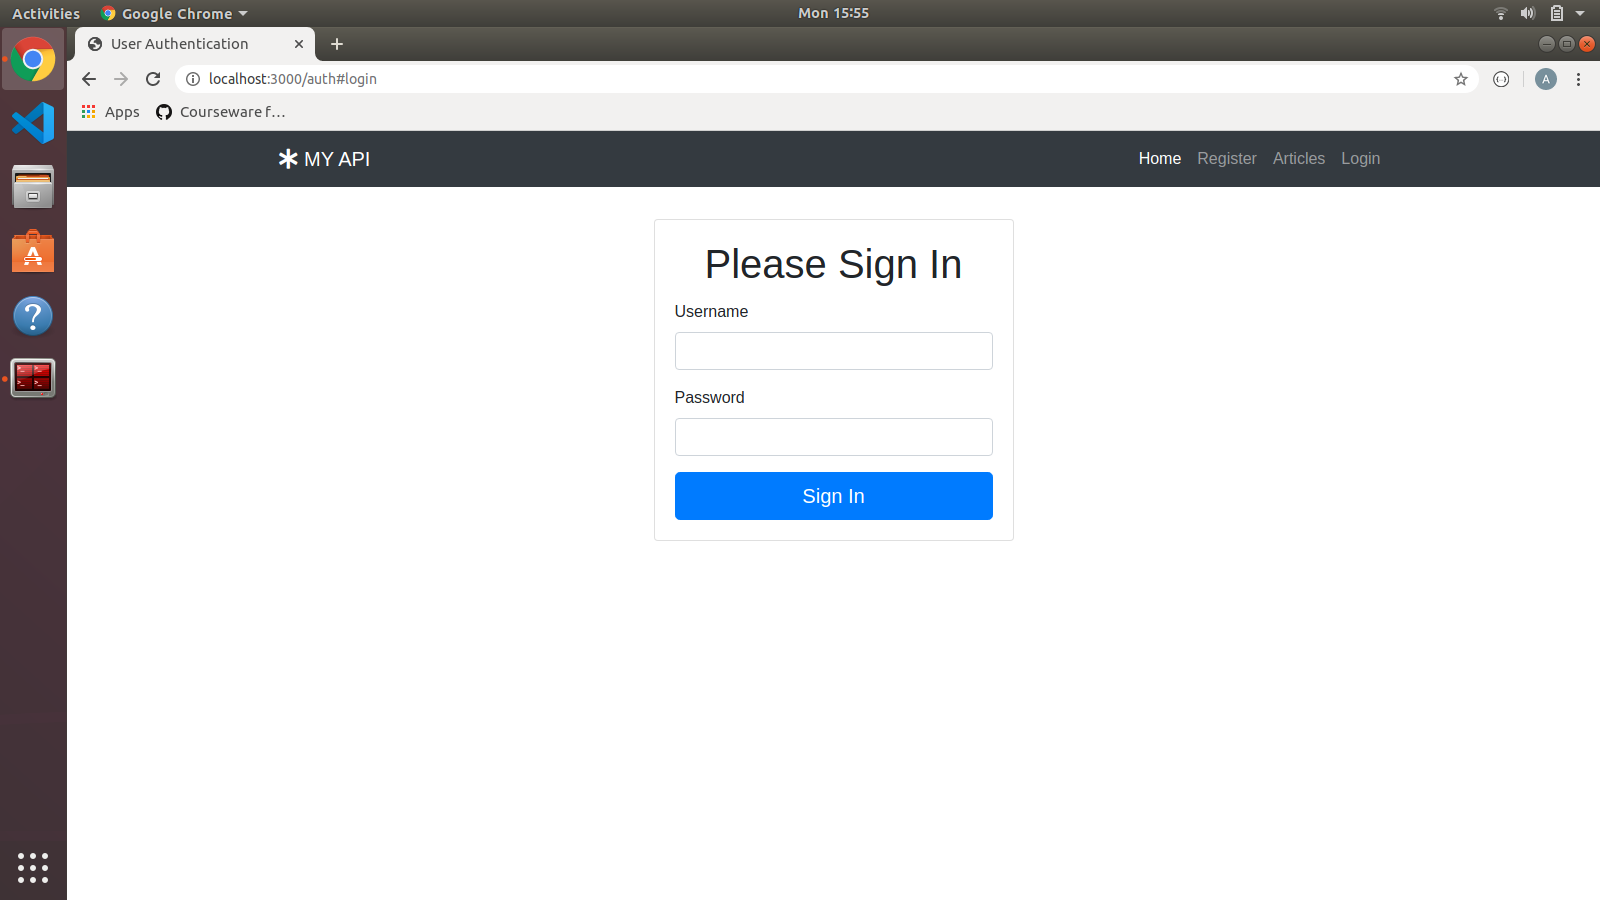 Activities
Google Chrome
Mon 15:55
User Authentication
localhost:3000/auth#login
A
Apps
Courseware f…
MY API
Home
Register
Articles
Login
Please Sign In
Username
Password
Sign In